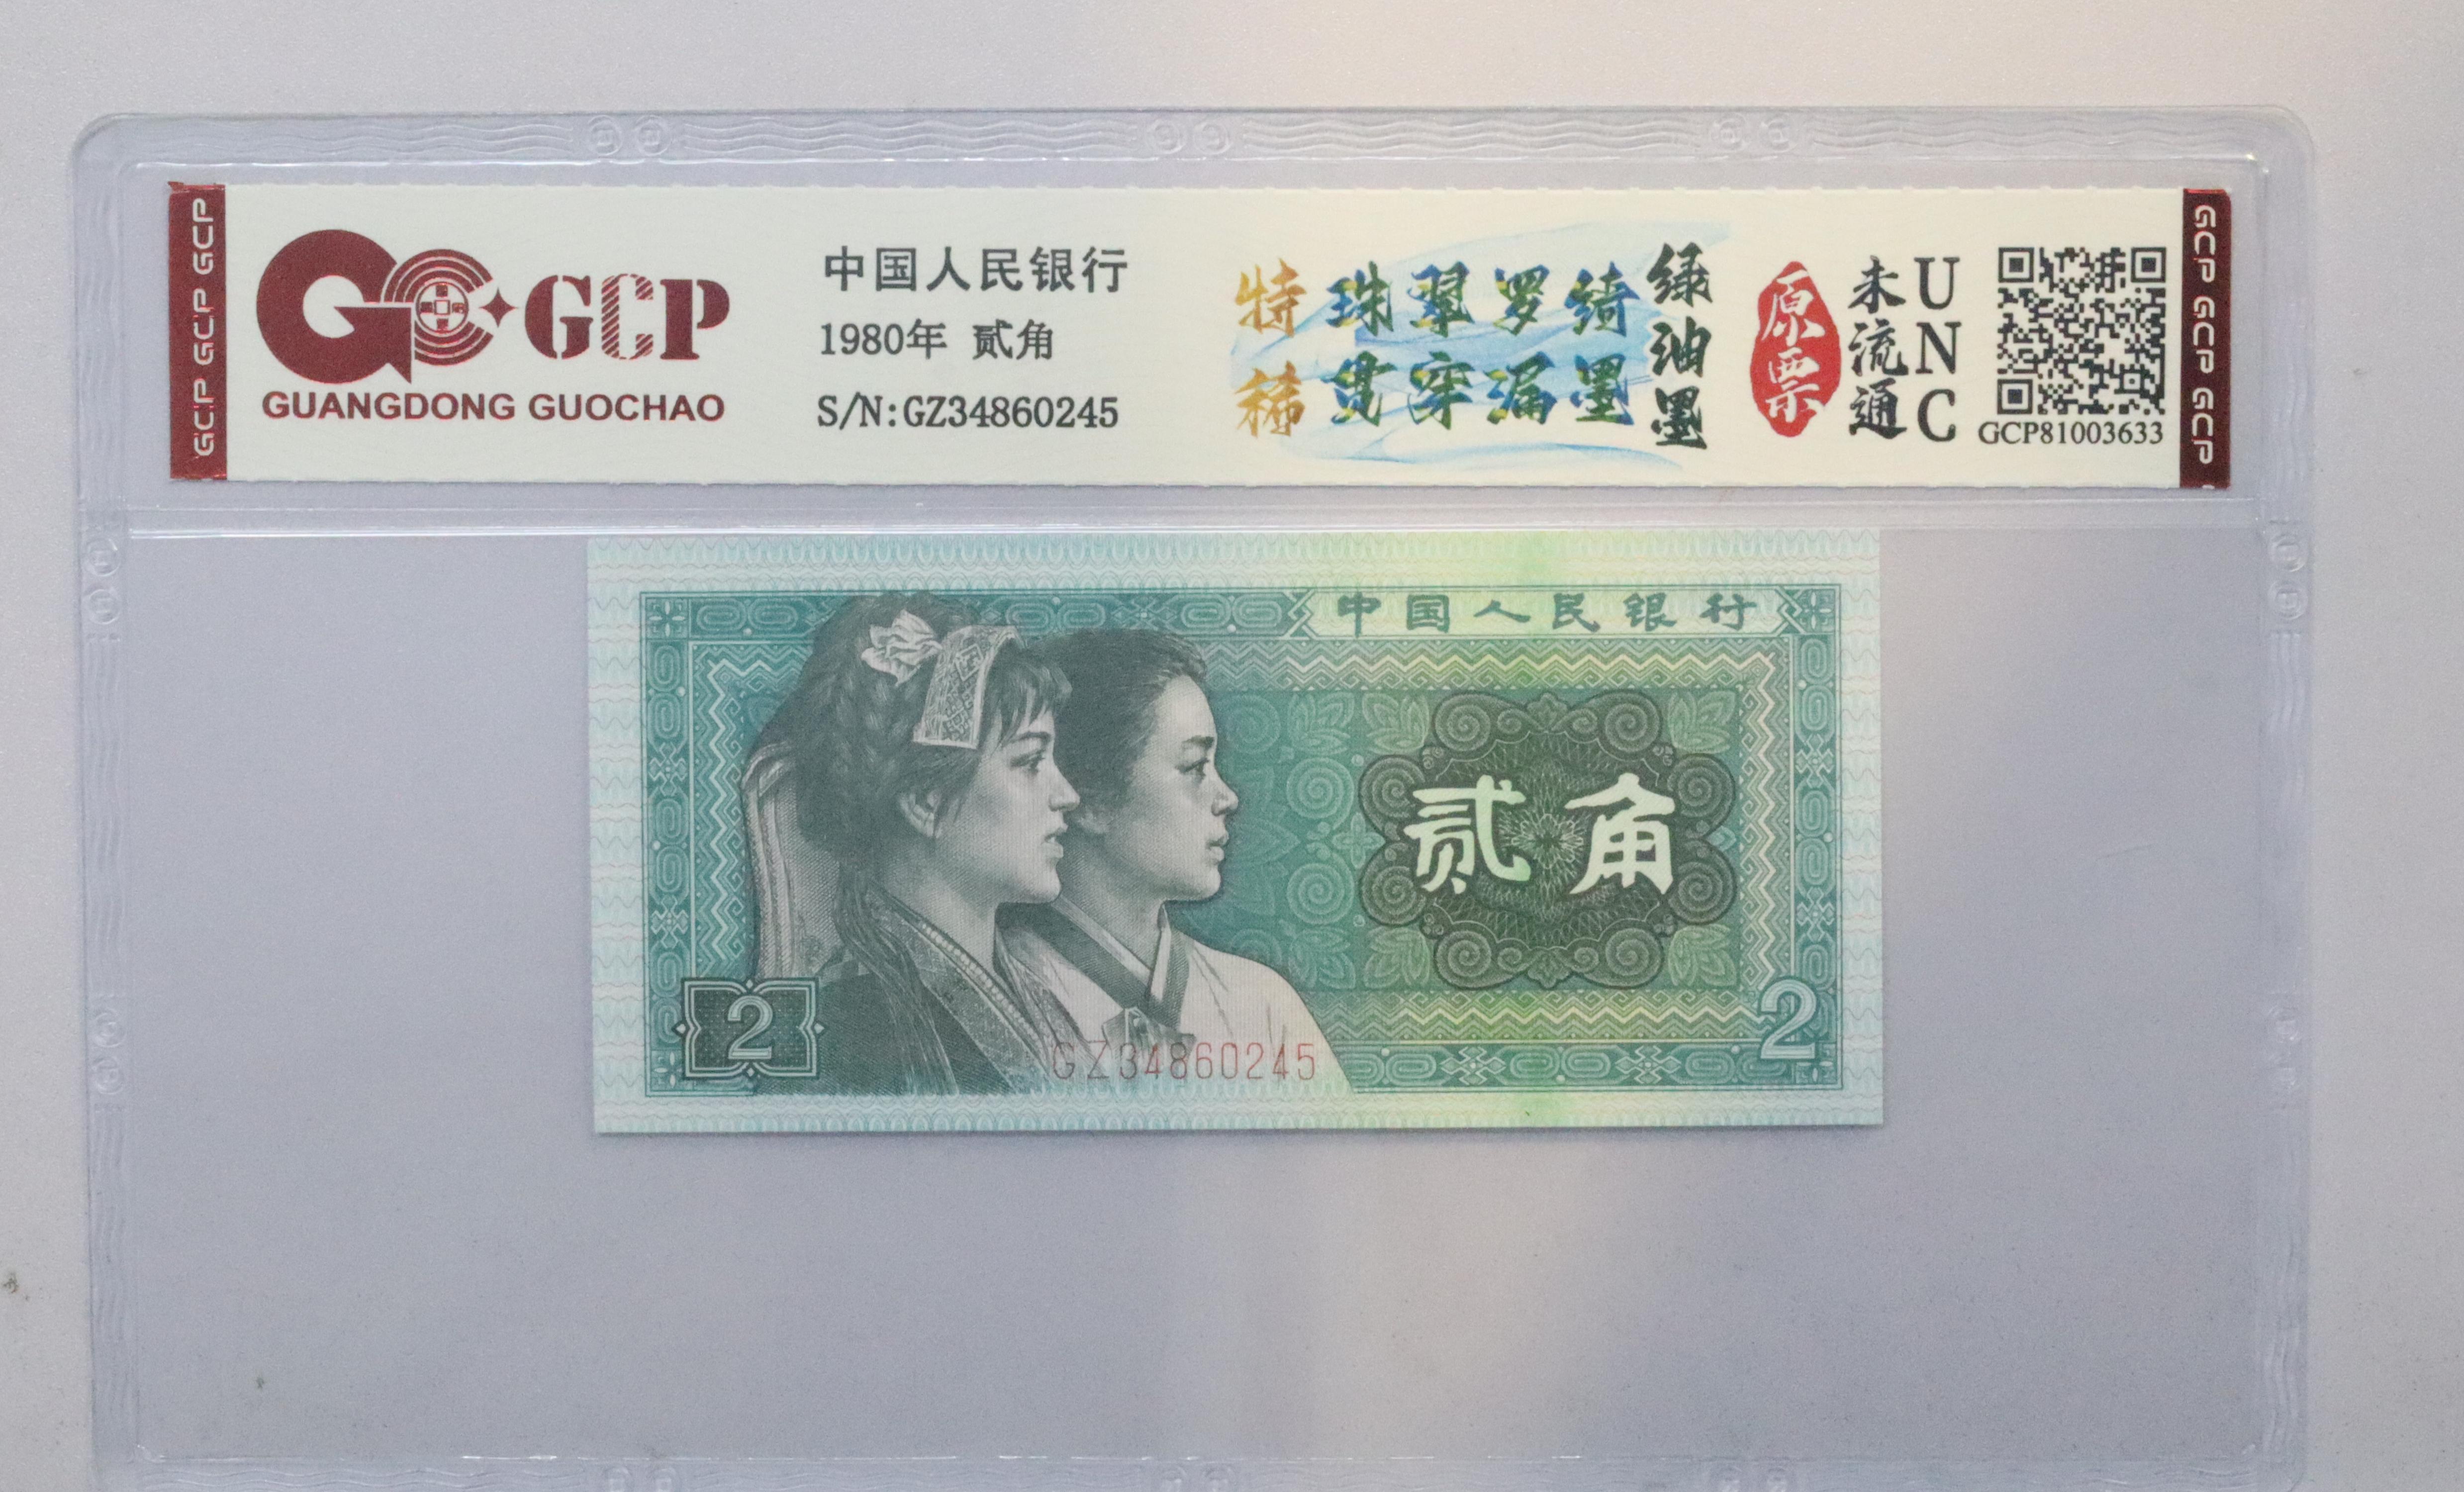 GCP GCP GCP
GCP
GUANGDONG GUOCHAO
中国人民银行
1980年 贰角
S/N:GZ34860245
特稀
珠翠罗绮
贯穿漏墨
绿油墨
原票
未流通
UNC
GCP81003633
GCP GCP GCP
中国人民银行
贰角
2
2
GZ34860245